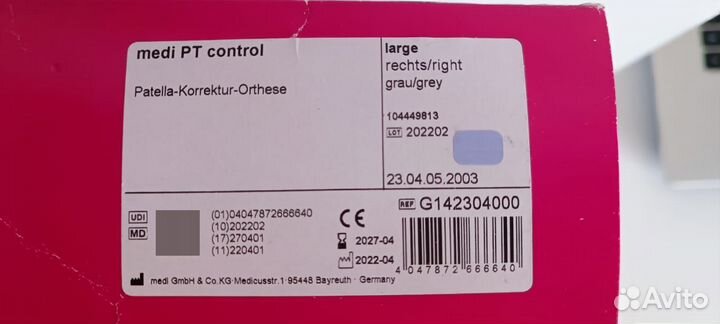 medi PT control
Patella-Korrektur-Orthese
large
rechts/right
grau/grey
104449813
LOT 202202
23.04.05.2003
REF G142304000
UDI
MD
(01)04047872666640
(10)202202
(17)270401
(11)220401
CE
2027-04
2022-04
4 047872 666640
medi GmbH & Co.KG·Medicusstr.1·95448 Bayreuth · Germany
Avito